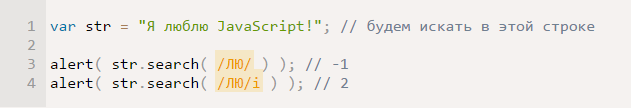 1 var str = "Я люблю JavaScript!"; // будем искать в этой строке
2
3 alert( str.search( /ЛЮ/ ) ); // -1
4 alert( str.search( /ЛЮ/i ) ); // 2